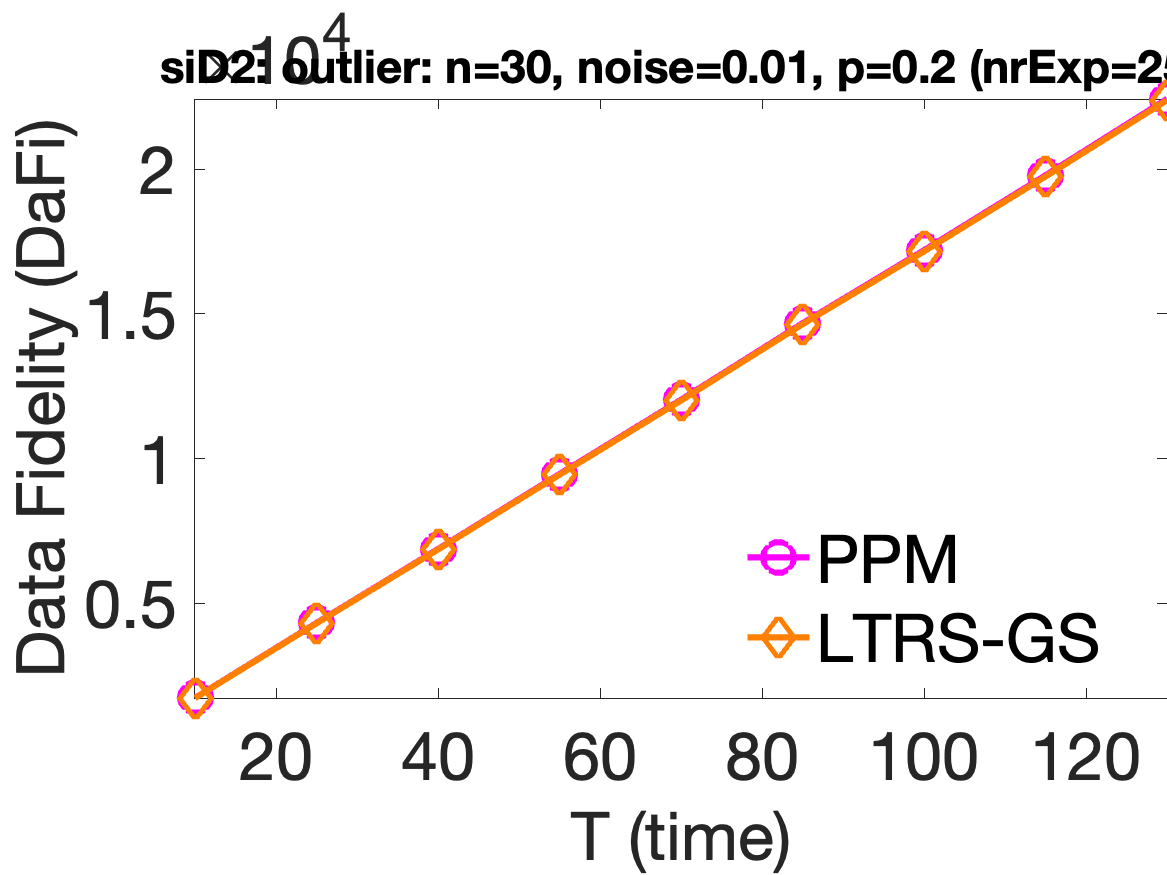 ×10^4
siD2: outlier: n=30, noise=0.01, p=0.2 (nrExp=25
Data Fidelity (DaFi)
2
1.5
1
0.5
PPM
LTRS-GS
20 40 60 80 100 120
T (time)